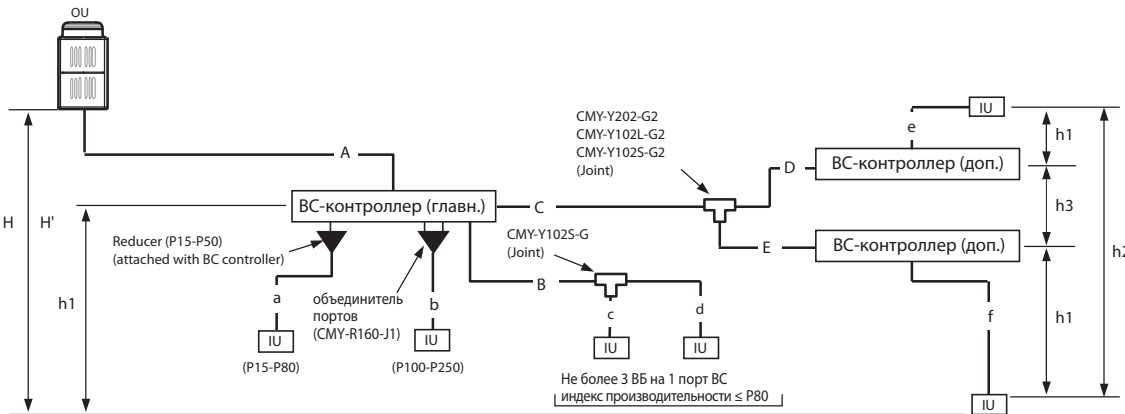 OU
A
H
H'
h1
BC-контроллер (главн.)
Reducer (P15-P50)
(attached with BC controller)
a
IU
(P15-P80)
объединитель
портов
(CMY-R160-J1)
b
IU
(P100-P250)
C
B
CMY-Y102S-G
(Joint)
c
d
IU
IU
Не более 3 ВБ на 1 порт BC
индекс производительности ≤ P80
CMY-Y202-G2
CMY-Y102L-G2
CMY-Y102S-G2
(Joint)
D
E
e
IU
BC-контроллер (доп.)
BC-контроллер (доп.)
f
IU
h1
h3
h1
h2